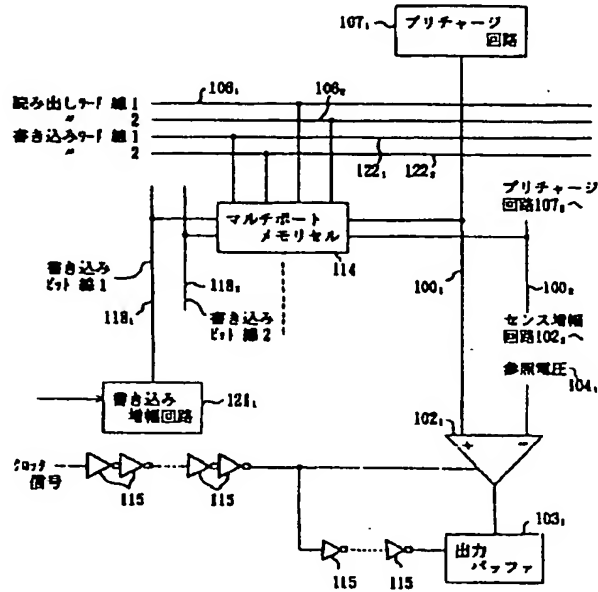 107₁
プリチャージ
回路
読み出しワード線 1
106₁
106₂
〃 2
書き込みワード線 1
〃 2
122₁
122₂
プリチャージ
回路107₂へ
マルチポート
メモリセル
114
書き込み
ビット線1
118₁
118₂
書き込み
ビット線2
100₁
100₂
センス増幅
回路102₂へ
参照電圧
104₁
書き込み
増幅回路
121₁
102₁
+
−
クロック
信号
115
115
103₁
出力
バッファ
115
115